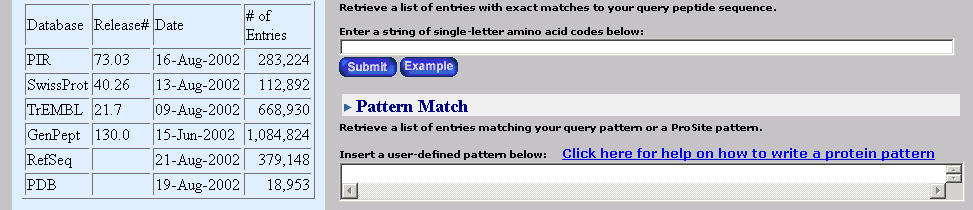 Database Release# Date # of Entries
PIR 73.03 16-Aug-2002 283,224
SwissProt 40.26 13-Aug-2002 112,892
TrEMBL 21.7 09-Aug-2002 668,930
GenPept 130.0 15-Jun-2002 1,084,824
RefSeq 21-Aug-2002 379,148
PDB 19-Aug-2002 18,953
Retrieve a list of entries with exact matches to your query peptide sequence.
Enter a string of single-letter amino acid codes below:
Submit Example
Pattern Match
Retrieve a list of entries matching your query pattern or a ProSite pattern.
Insert a user-defined pattern below: Click here for help on how to write a protein pattern